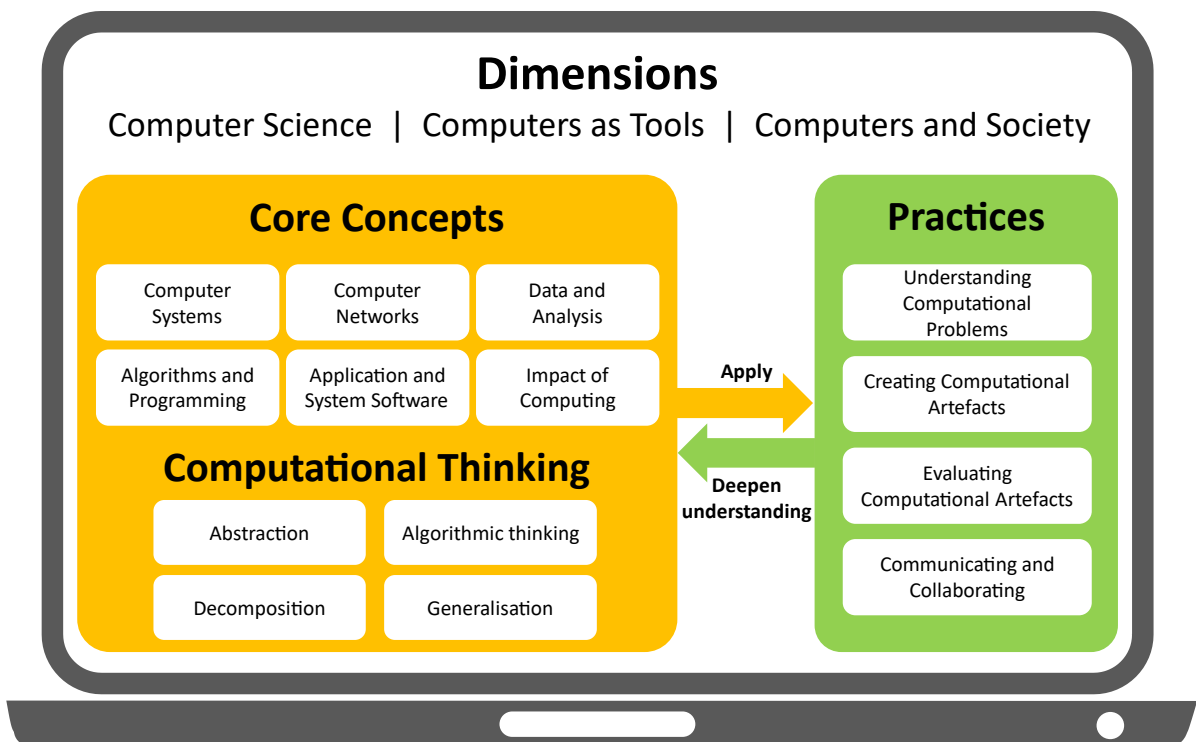 Dimensions
Computer Science | Computers as Tools | Computers and Society
Core Concepts
Computer
Systems
Computer
Networks
Data and
Analysis
Algorithms and
Programming
Application and
System Software
Impact of
Computing
Computational Thinking
Abstraction
Algorithmic thinking
Decomposition
Generalisation
Apply
Deepen
understanding
Practices
Understanding
Computational
Problems
Creating Computational
Artefacts
Evaluating
Computational Artefacts
Communicating and
Collaborating